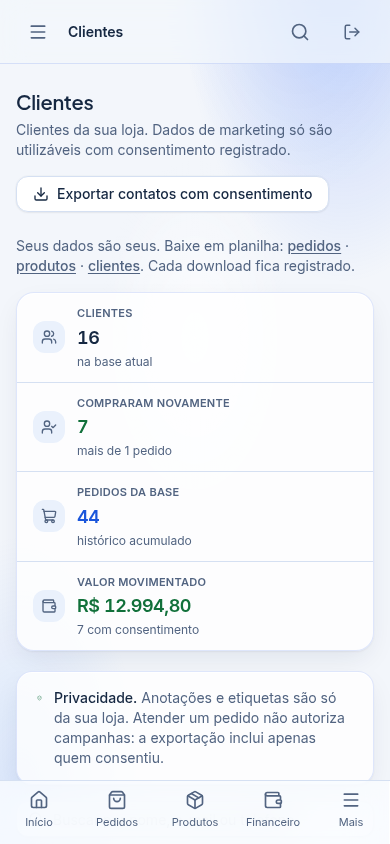 Clientes
Clientes
Clientes da sua loja. Dados de marketing só são
utilizáveis com consentimento registrado.
Exportar contatos com consentimento
Seus dados são seus. Baixe em planilha: pedidos ·
produtos · clientes. Cada download fica registrado.
CLIENTES
16
na base atual
COMPRARAM NOVAMENTE
7
mais de 1 pedido
PEDIDOS DA BASE
44
histórico acumulado
VALOR MOVIMENTADO
R$ 12.994,80
7 com consentimento
Privacidade. Anotações e etiquetas são só
da sua loja. Atender um pedido não autoriza
campanhas: a exportação inclui apenas
quem consentiu.
Início Pedidos Produtos Financeiro Mais